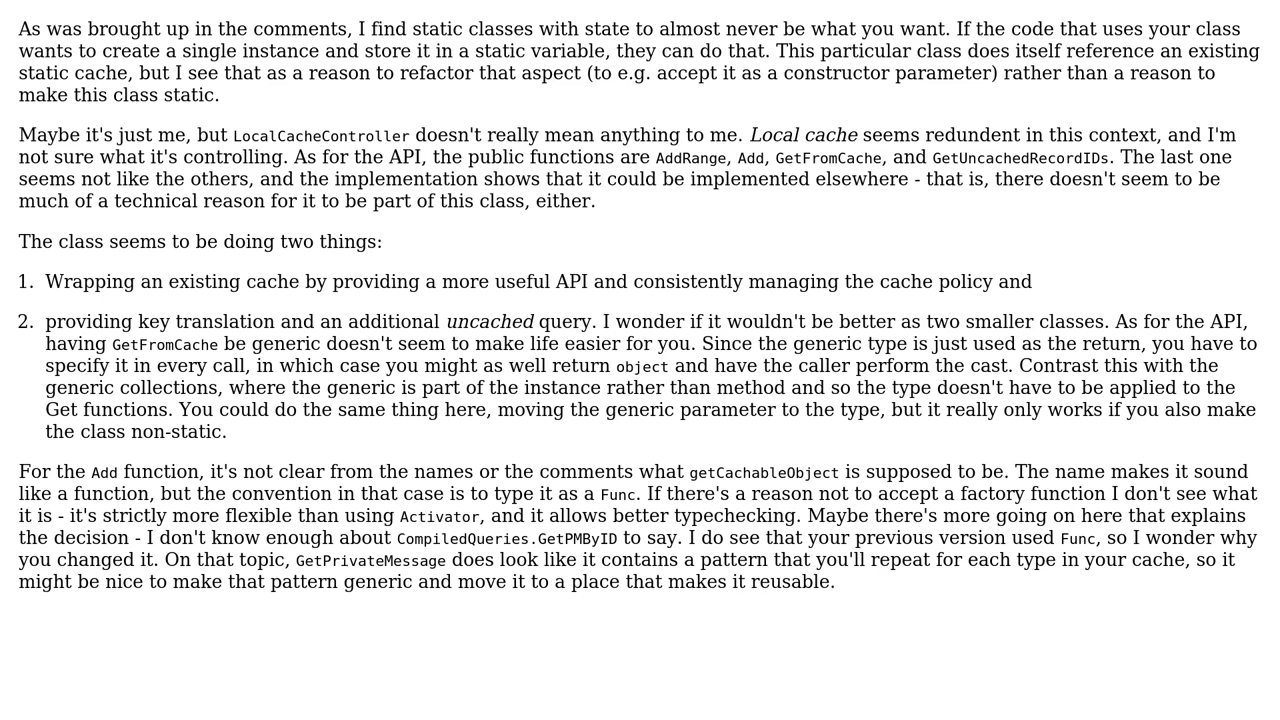 As was brought up in the comments, I find static classes with state to almost never be what you want. If the code that uses your class
wants to create a single instance and store it in a static variable, they can do that. This particular class does itself reference an existing
static cache, but I see that as a reason to refactor that aspect (to e.g. accept it as a constructor parameter) rather than a reason to
make this class static.
Maybe it's just me, but LocalCacheController doesn't really mean anything to me. Local cache seems redundent in this context, and I'm
not sure what it's controlling. As for the API, the public functions are AddRange, Add, GetFromCache, and GetUncachedRecordIDs. The last one
seems not like the others, and the implementation shows that it could be implemented elsewhere - that is, there doesn't seem to be
much of a technical reason for it to be part of this class, either.
The class seems to be doing two things:
1. Wrapping an existing cache by providing a more useful API and consistently managing the cache policy and
2. providing key translation and an additional uncached query. I wonder if it wouldn't be better as two smaller classes. As for the API,
having GetFromCache be generic doesn't seem to make life easier for you. Since the generic type is just used as the return, you have to
specify it in every call, in which case you might as well return object and have the caller perform the cast. Contrast this with the
generic collections, where the generic is part of the instance rather than method and so the type doesn't have to be applied to the
Get functions. You could do the same thing here, moving the generic parameter to the type, but it really only works if you also make
the class non-static.
For the Add function, it's not clear from the names or the comments what getCachableObject is supposed to be. The name makes it sound
like a function, but the convention in that case is to type it as a Func. If there's a reason not to accept a factory function I don't see what
it is - it's strictly more flexible than using Activator, and it allows better typechecking. Maybe there's more going on here that explains
the decision - I don't know enough about CompiledQueries.GetPMByID to say. I do see that your previous version used Func, so I wonder why
you changed it. On that topic, GetPrivateMessage does look like it contains a pattern that you'll repeat for each type in your cache, so it
might be nice to make that pattern generic and move it to a place that makes it reusable.